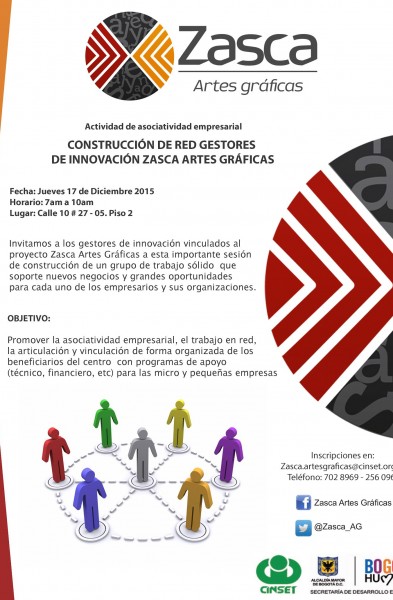 Zasca
Artes gráficas
Actividad de asociatividad empresarial
CONSTRUCCIÓN DE RED GESTORES
DE INNOVACIÓN ZASCA ARTES GRÁFICAS
Fecha: Jueves 17 de Diciembre 2015
Horario: 7am a 10am
Lugar: Calle 10 # 27 - 05. Piso 2
Invitamos a los gestores de innovación vinculados al
proyecto Zasca Artes Gráficas a esta importante sesión
de construcción de un grupo de trabajo sólido que
soporte nuevos negocios y grandes oportunidades
para cada uno de los empresarios y sus organizaciones.
OBJETIVO:
Promover la asociatividad empresarial, el trabajo en red,
la articulación y vinculación de forma organizada de los
beneficiarios del centro con programas de apoyo
(técnico, financiero, etc) para las micro y pequeñas empresas
Inscripciones en:
Zasca.artesgraficas@cinset.org
Teléfono: 702 8969 - 256 096
Zasca Artes Gráficas
@Zasca_AG
CINSET
ALCALDÍA MAYOR
DE BOGOTÁ D.C.
BOGO
HUM
SECRETARÍA DE DESARROLLO E